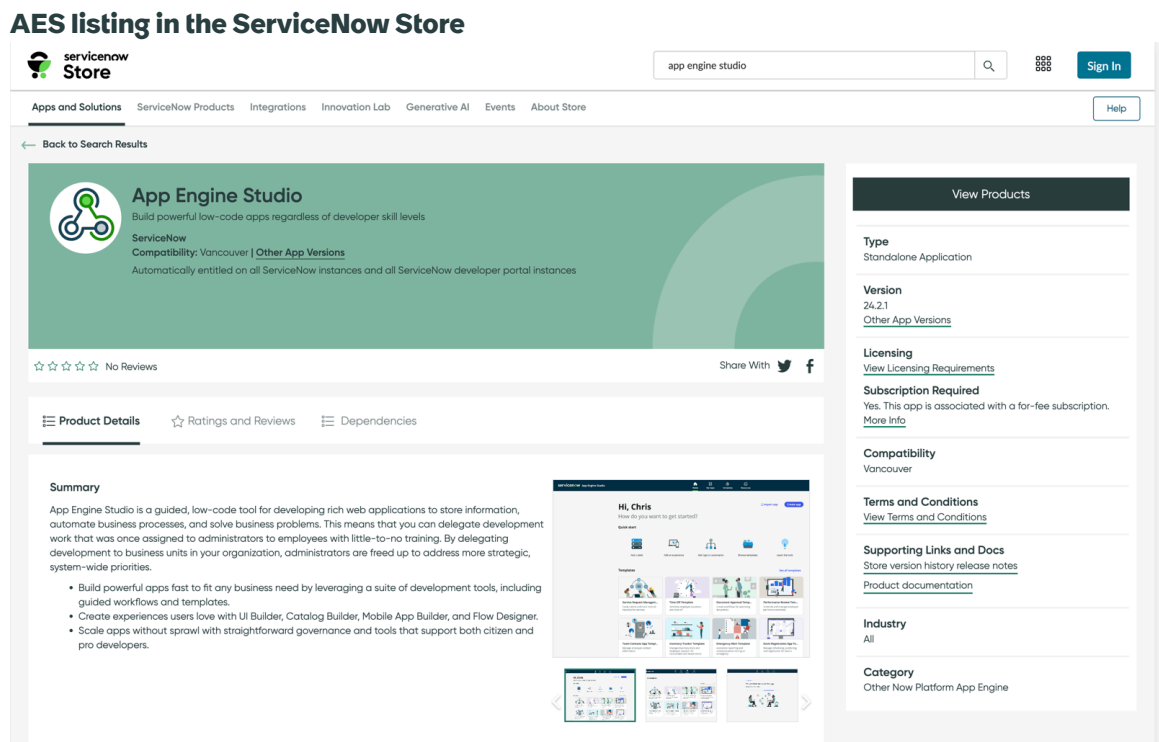 AES listing in the ServiceNow Store
servicenow
Store
app engine studio
Sign In
Apps and Solutions
ServiceNow Products
Integrations
Innovation Lab
Generative AI
Events
About Store
Help
Back to Search Results
App Engine Studio
Build powerful low-code apps regardless of developer skill levels
ServiceNow
Compatibility: Vancouver | Other App Versions
Automatically entitled on all ServiceNow instances and all ServiceNow developer portal instances
No Reviews
Share With
Product Details
Ratings and Reviews
Dependencies
Summary
App Engine Studio is a guided, low-code tool for developing rich web applications to store information,
automate business processes, and solve business problems. This means that you can delegate development
work that was once assigned to administrators to employees with little-to-no training. By delegating
development to business units in your organization, administrators are freed up to address more strategic,
system-wide priorities.
• Build powerful apps fast to fit any business need by leveraging a suite of development tools, including
guided workflows and templates.
• Create experiences users love with UI Builder, Catalog Builder, Mobile App Builder, and Flow Designer.
• Scale apps without sprawl with straightforward governance and tools that support both citizen and
pro developers.
servicenow App Engine Studio
Hi, Chris
How do you want to get started?
Quick start
Templates
View Products
Type
Standalone Application
Version
24.2.1
Other App Versions
Licensing
View Licensing Requirements
Subscription Required
Yes. This app is associated with a for-fee subscription.
More Info
Compatibility
Vancouver
Terms and Conditions
View Terms and Conditions
Supporting Links and Docs
Store version history release notes
Product documentation
Industry
All
Category
Other Now Platform App Engine